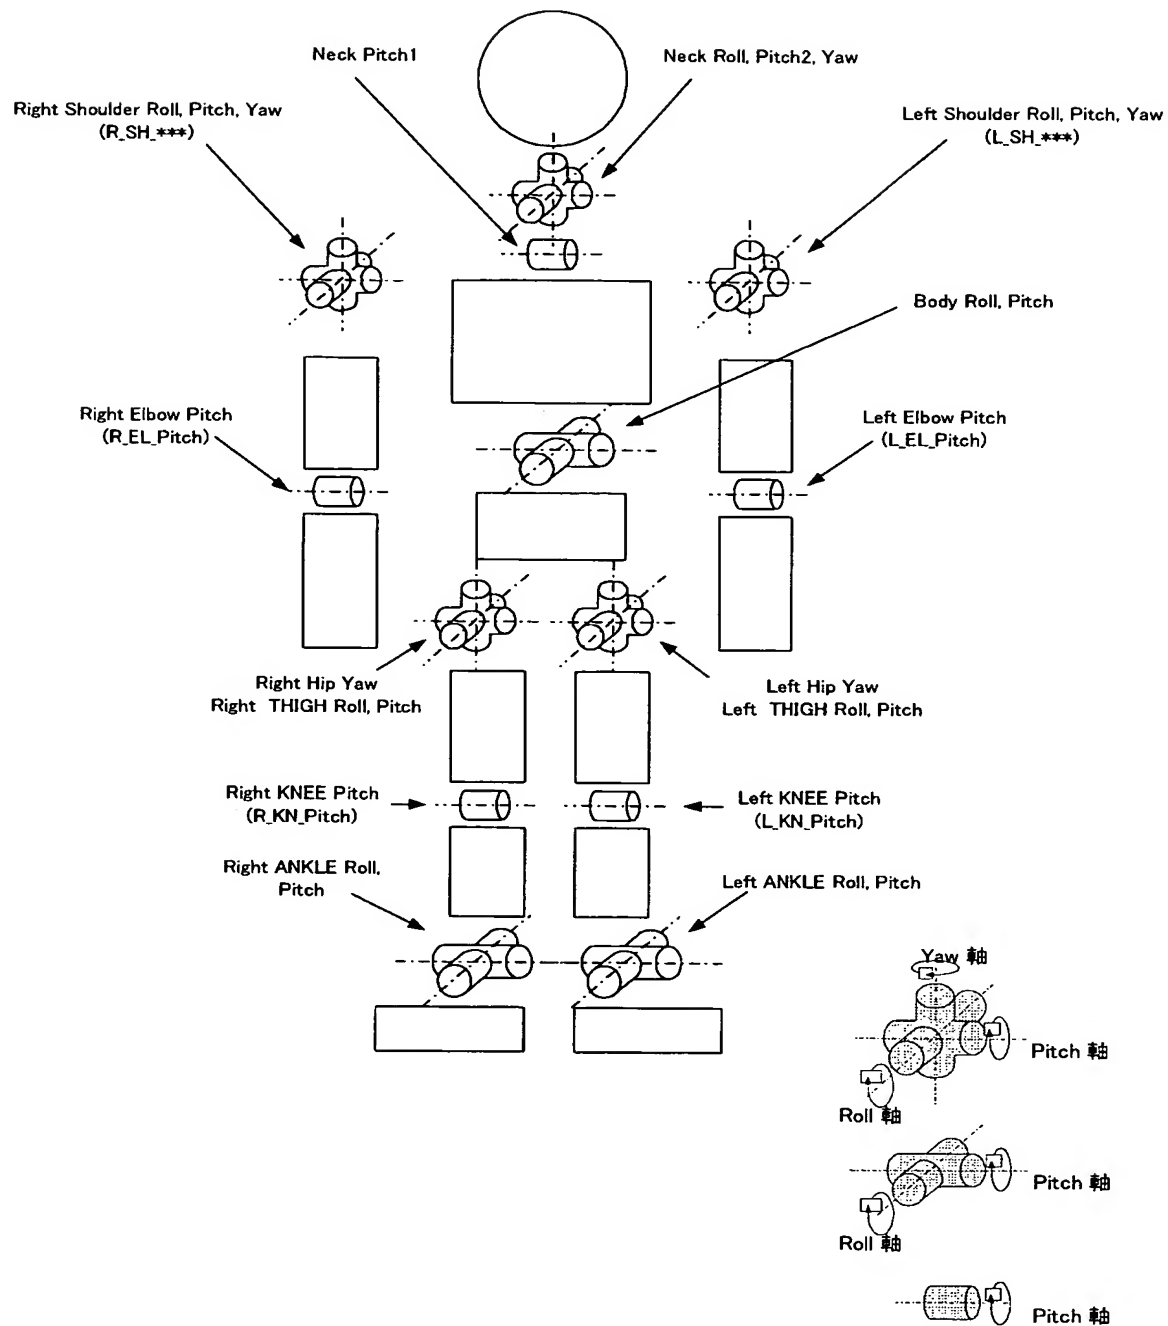 Neck Pitch1
Neck Roll, Pitch2, Yaw
Right Shoulder Roll, Pitch, Yaw
(R_SH_***)
Left Shoulder Roll, Pitch, Yaw
(L_SH_***)
Body Roll, Pitch
Right Elbow Pitch
(R_EL_Pitch)
Left Elbow Pitch
(L_EL_Pitch)
Right Hip Yaw
Right THIGH Roll, Pitch
Left Hip Yaw
Left THIGH Roll, Pitch
Right KNEE Pitch
(R_KN_Pitch)
Left KNEE Pitch
(L_KN_Pitch)
Right ANKLE Roll,
Pitch
Left ANKLE Roll, Pitch
Yaw 軸
Pitch 軸
Roll 軸
Pitch 軸
Roll 軸
Pitch 軸